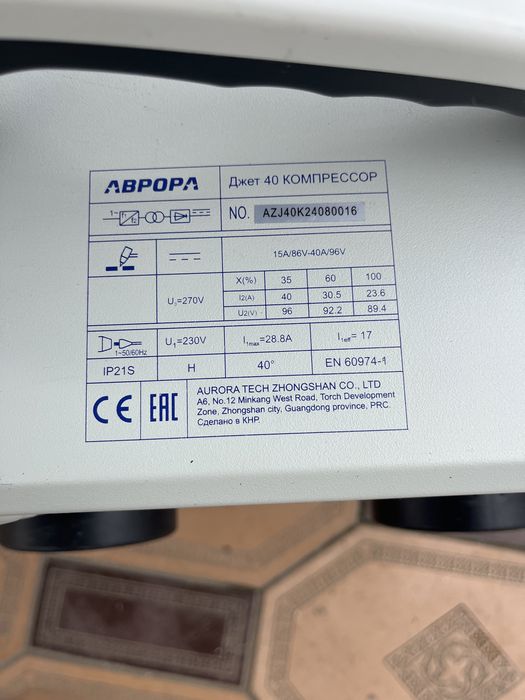 АВРОРА
Джет 40 КОМПРЕССОР
1~ f1 f2
NO. AZJ40K24080016
15A/86V-40A/96V
X(%) 35 60 100
U₀=270V
I2(A) 40 30.5 23.6
U2(V) 96 92.2 89.4
1~50/60Hz
U₁=230V
I₁max=28.8A
I₁eff= 17
IP21S
H
40°
EN 60974-1
CE EAC
AURORA TECH ZHONGSHAN CO., LTD
A6, No.12 Minkang West Road, Torch Development
Zone, Zhongshan city, Guangdong province, PRC.
Сделано в КНР.